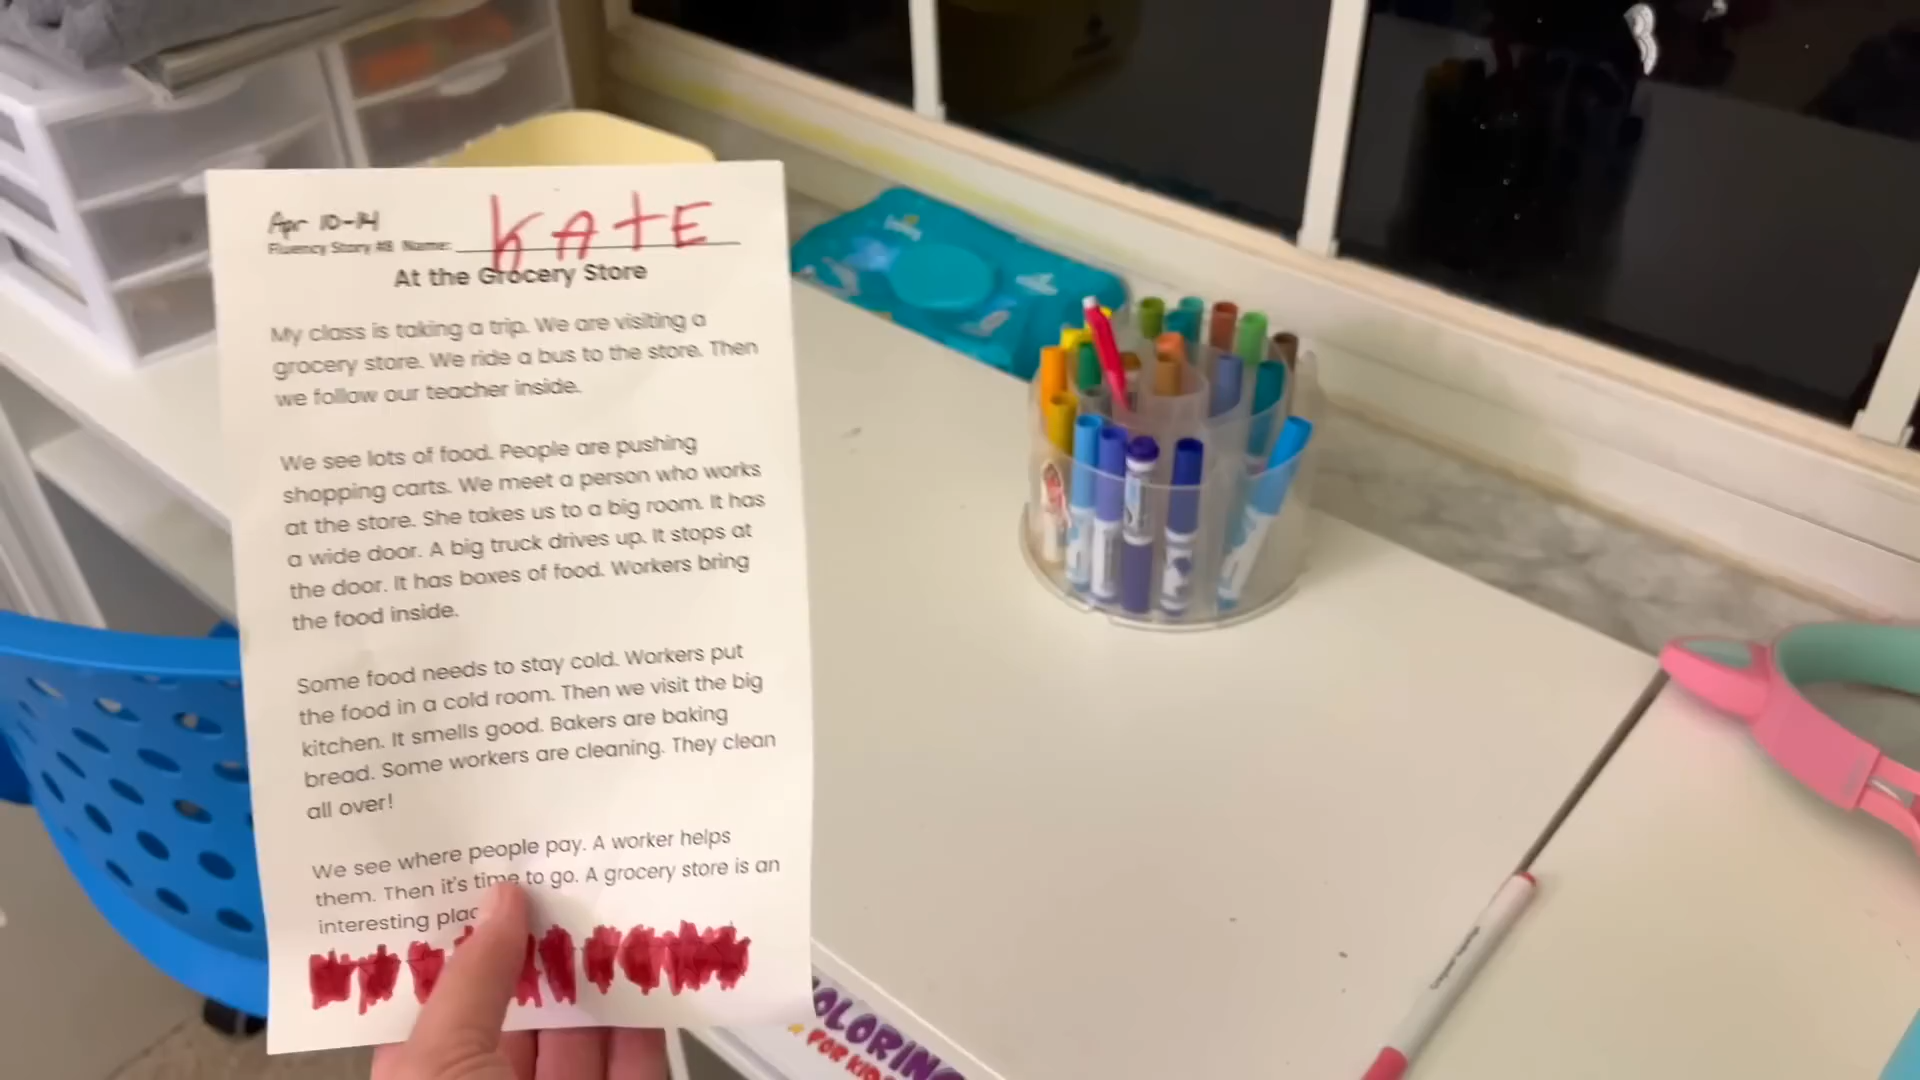 Apr 10-14
Fluency Story #8 Name: KATE
At the Grocery Store
My class is taking a trip. We are visiting a
grocery store. We ride a bus to the store. Then
we follow our teacher inside.
We see lots of food. People are pushing
shopping carts. We meet a person who works
at the store. She takes us to a big room. It has
a wide door. A big truck drives up. It stops at
the door. It has boxes of food. Workers bring
the food inside.
Some food needs to stay cold. Workers put
the food in a cold room. Then we visit the big
kitchen. It smells good. Bakers are baking
bread. Some workers are cleaning. They clean
all over!
We see where people pay. A worker helps
them. Then it's time to go. A grocery store is an
interesting plac
OLORING
FOR KID